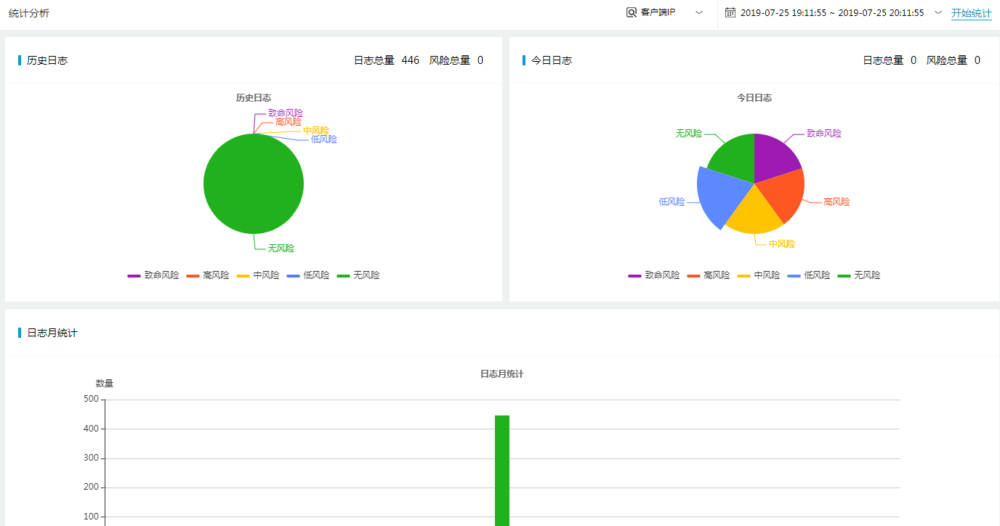 统计分析
客户端IP
2019-07-25 19:11:55 ~ 2019-07-25 20:11:55
开始统计
历史日志
日志总量 446 风险总量 0
历史日志
致命风险
高风险
中风险
低风险
无风险
致命风险 高风险 中风险 低风险 无风险
今日日志
日志总量 0 风险总量 0
今日日志
无风险
致命风险
低风险
高风险
中风险
致命风险 高风险 中风险 低风险 无风险
日志月统计
日志月统计
数量
500
400
300
200
100